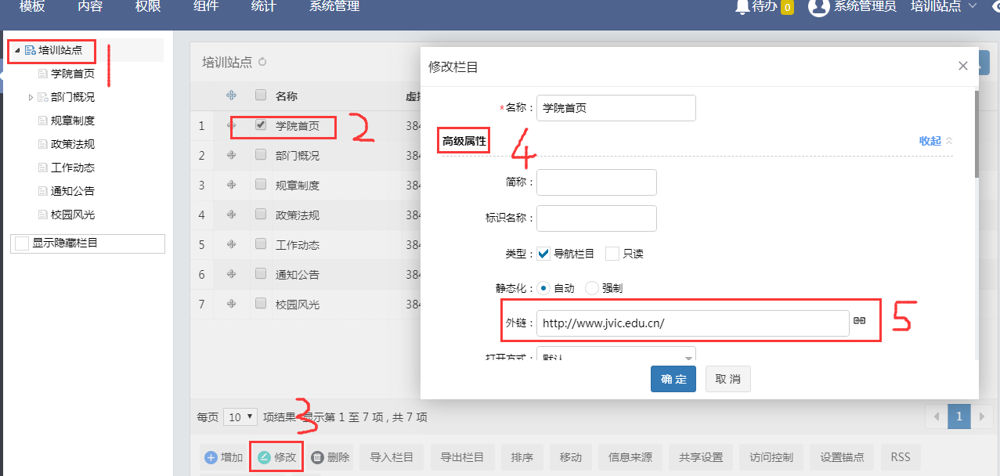 模板 内容 权限 组件 统计 系统管理 待办 0 系统管理员 培训站点
培训站点 1
学院首页
部门概况
规章制度
政策法规
工作动态
通知公告
校园风光
显示隐藏栏目
培训站点
名称
1 学院首页 384 2
2 部门概况 384
3 规章制度 384
4 政策法规 384
5 工作动态 384
6 通知公告 384
7 校园风光 384
每页 10 项结果 显示第 1 至 7 项 , 共 7 项 1
3
增加 修改 删除 导入栏目 导出栏目 排序 移动 信息来源 共享设置 访问控制 设置锚点 RSS
修改栏目
*名称 : 学院首页
高级属性 4 收起
简称 :
标识名称 :
类型 : 导航栏目 只读
静态化 : 自动 强制
外链 : http://www.jvic.edu.cn/ 5
打开方式 : 默认
确 定 取 消